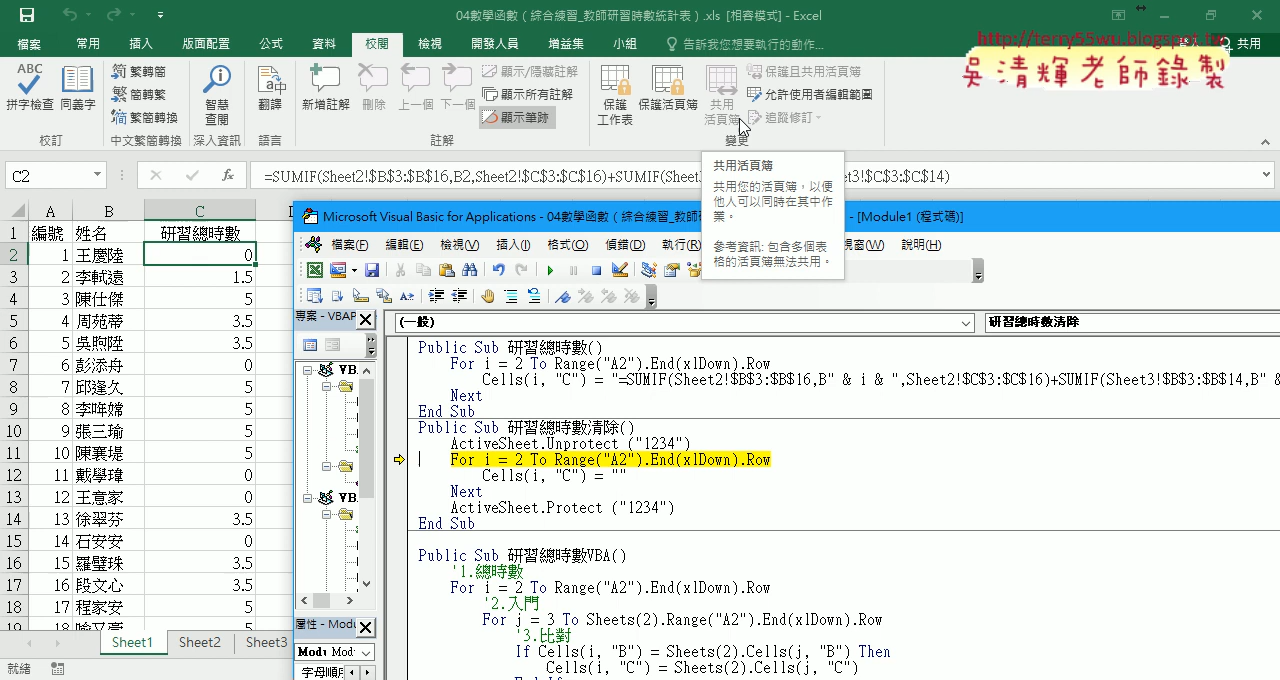 04數學函數（綜合練習_教師研習時數統計表）.xls [相容模式] - Excel
http://terry55wu.blogspot.tw
登入 共用
吳清輝老師錄製
檔案 常用 插入 版面配置 公式 資料 校閱 檢視 開發人員 增益集 小組 告訴我您想要執行的動作...
ABC
拼字檢查 同義字
繁轉簡
簡轉繁
繁簡轉換
智慧查閱
翻譯
新增註解 刪除 上一個 下一個
顯示/隱藏註解
顯示所有註解
顯示筆跡
保護工作表 保護活頁簿 共用活頁簿
保護且共用活頁簿
允許使用者編輯範圍
追蹤修訂
校訂 中文繁簡轉換 深入資訊 語言 註解 變更
C2
fx =SUMIF(Sheet2!$B$3:$B$16,B2,Sheet2!$C$3:$C$16)+SUMIF(Sheet3!$C$3:$C$14)
共用活頁簿
共用您的活頁簿，以便
他人可以同時在其中作
業。
參考資訊: 包含多個表
格的活頁簿無法共用。
A B C
1 編號 姓名 研習總時數
2 1 王慶陸 0
3 2 李軾遠 1.5
4 3 陳仕傑 5
5 4 周苑蒂 3.5
6 5 吳煦陞 3.5
7 6 彭添舟 0
8 7 邱逢久 5
9 8 李哖嫦 5
10 9 張三瑜 5
11 10 陳襄堤 5
12 11 戴學瑋 0
13 12 王意家 0
14 13 徐翠芬 3.5
15 14 石安安 0
16 15 羅璧珠 3.5
17 16 段文心 3.5
18 17 程家安 5
19 18
Sheet1 Sheet2 Sheet3
就緒
Microsoft Visual Basic for Applications - 04數學函數（綜合練習_教師研 - [Module1 (程式碼)]
檔案(F) 編輯(E) 檢視(V) 插入(I) 格式(O) 偵錯(D) 執行(R) 視窗(W) 說明(H)
專案 - VBAP
VB
VB
屬性 - Modu
Modu Mod
字母順序
(一般) 研習總時數清除
Public Sub 研習總時數()
For i = 2 To Range("A2").End(xlDown).Row
Cells(i, "C") = "=SUMIF(Sheet2!$B$3:$B$16,B" & i & ",Sheet2!$C$3:$C$16)+SUMIF(Sheet3!$B$3:$B$14,B" &
Next
End Sub
Public Sub 研習總時數清除()
ActiveSheet.Unprotect ("1234")
For i = 2 To Range("A2").End(xlDown).Row
Cells(i, "C") = ""
Next
ActiveSheet.Protect ("1234")
End Sub
Public Sub 研習總時數VBA()
'1.總時數
For i = 2 To Range("A2").End(xlDown).Row
'2.入門
For j = 3 To Sheets(2).Range("A2").End(xlDown).Row
'3.比對
If Cells(i, "B") = Sheets(2).Cells(j, "B") Then
Cells(i, "C") = Sheets(2).Cells(j, "C")
End If